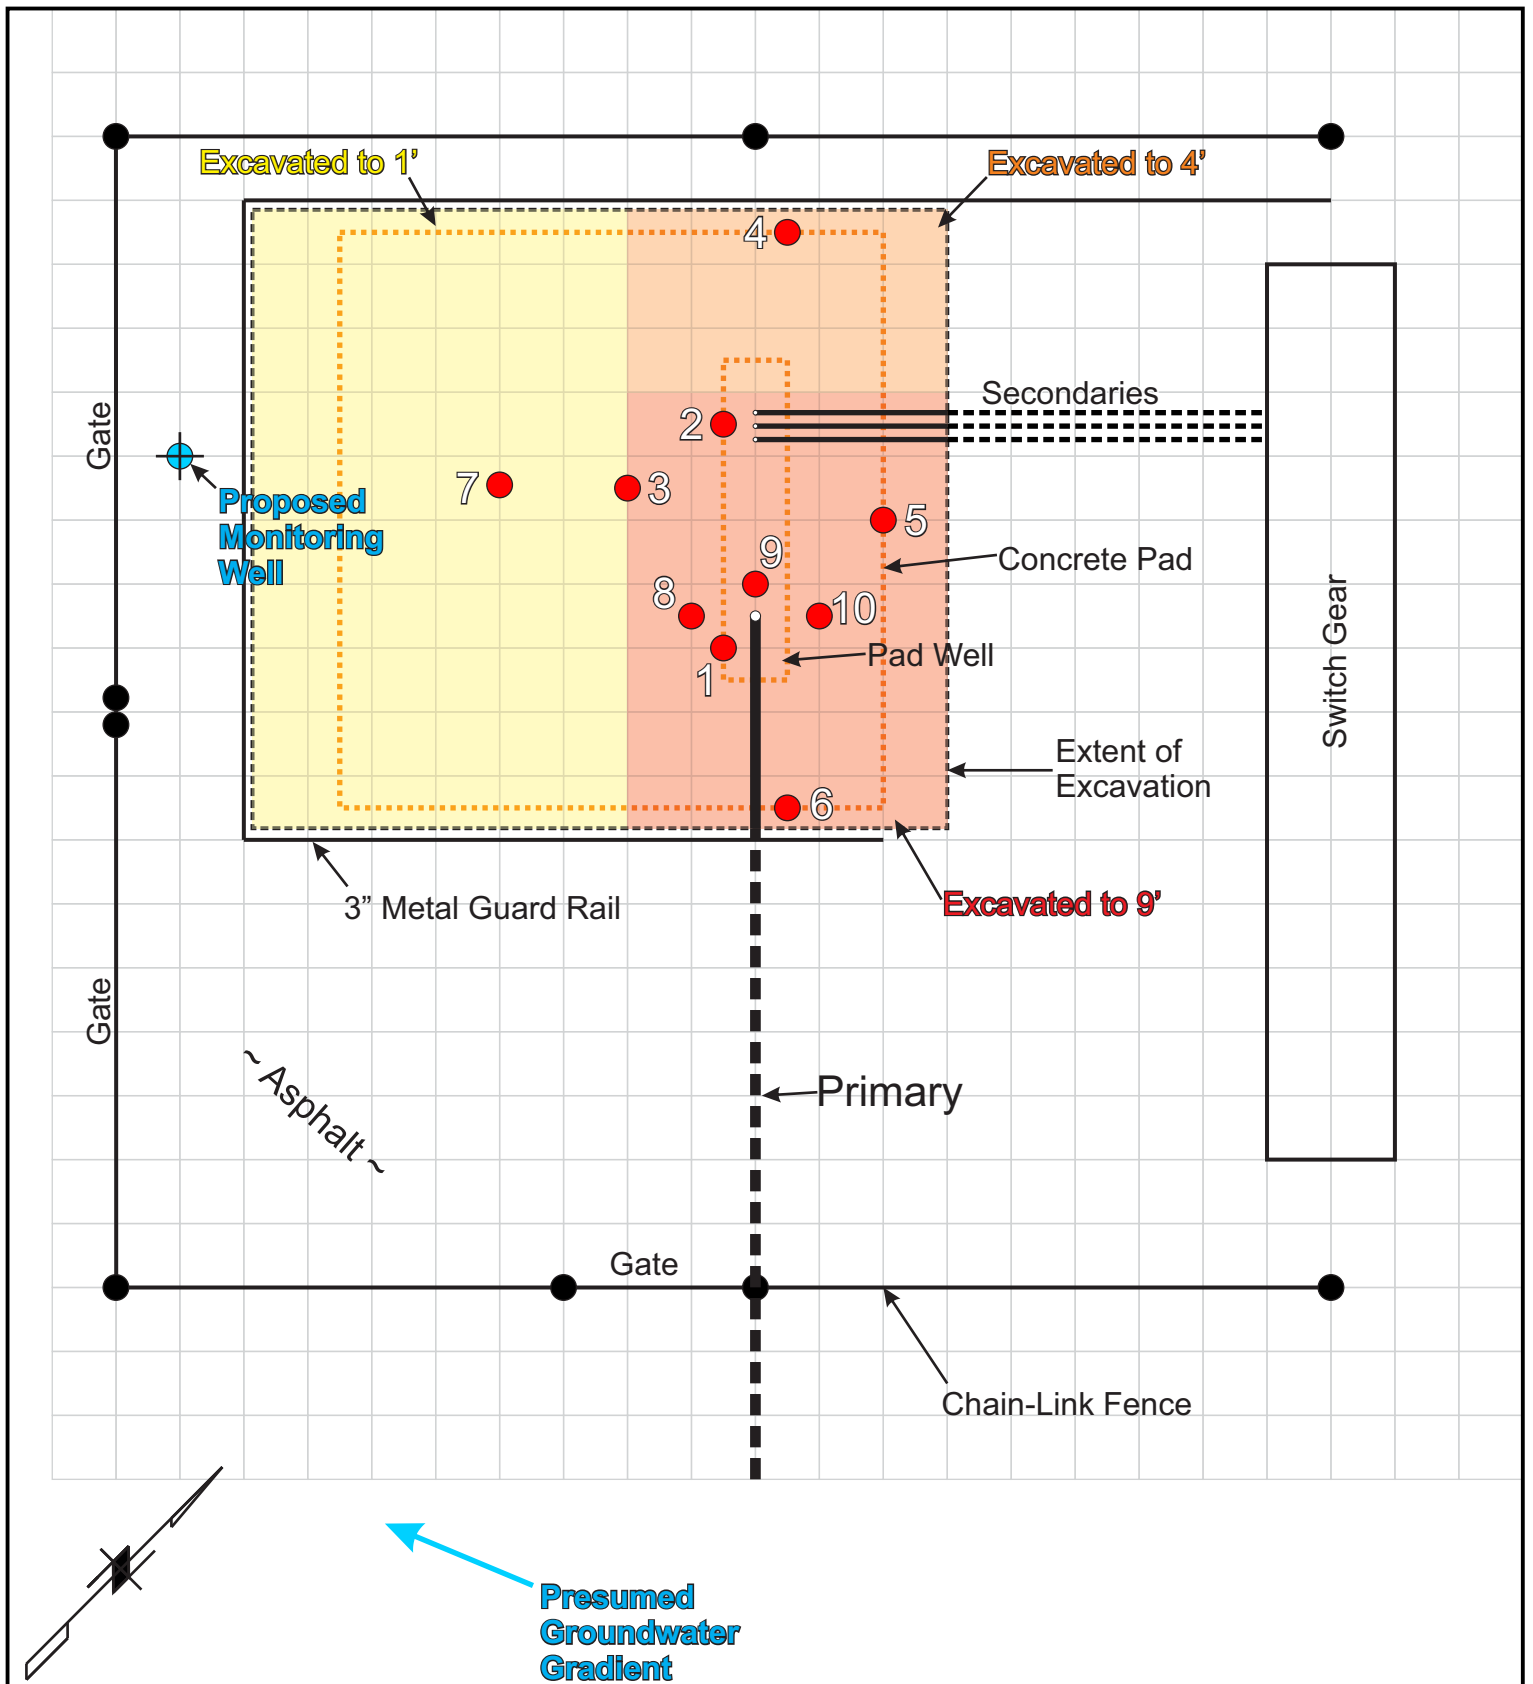 Excavated to 1’
Excavated to 4’
4
Gate
Secondaries
2
7
3
Proposed
Monitoring
Well
5
9
Concrete Pad
8
10
Switch Gear
Pad Well
1
Extent of
Excavation
6
3” Metal Guard Rail
Excavated to 9’
Gate
~ Asphalt ~
Primary
Gate
Chain-Link Fence
Presumed
Groundwater
Gradient